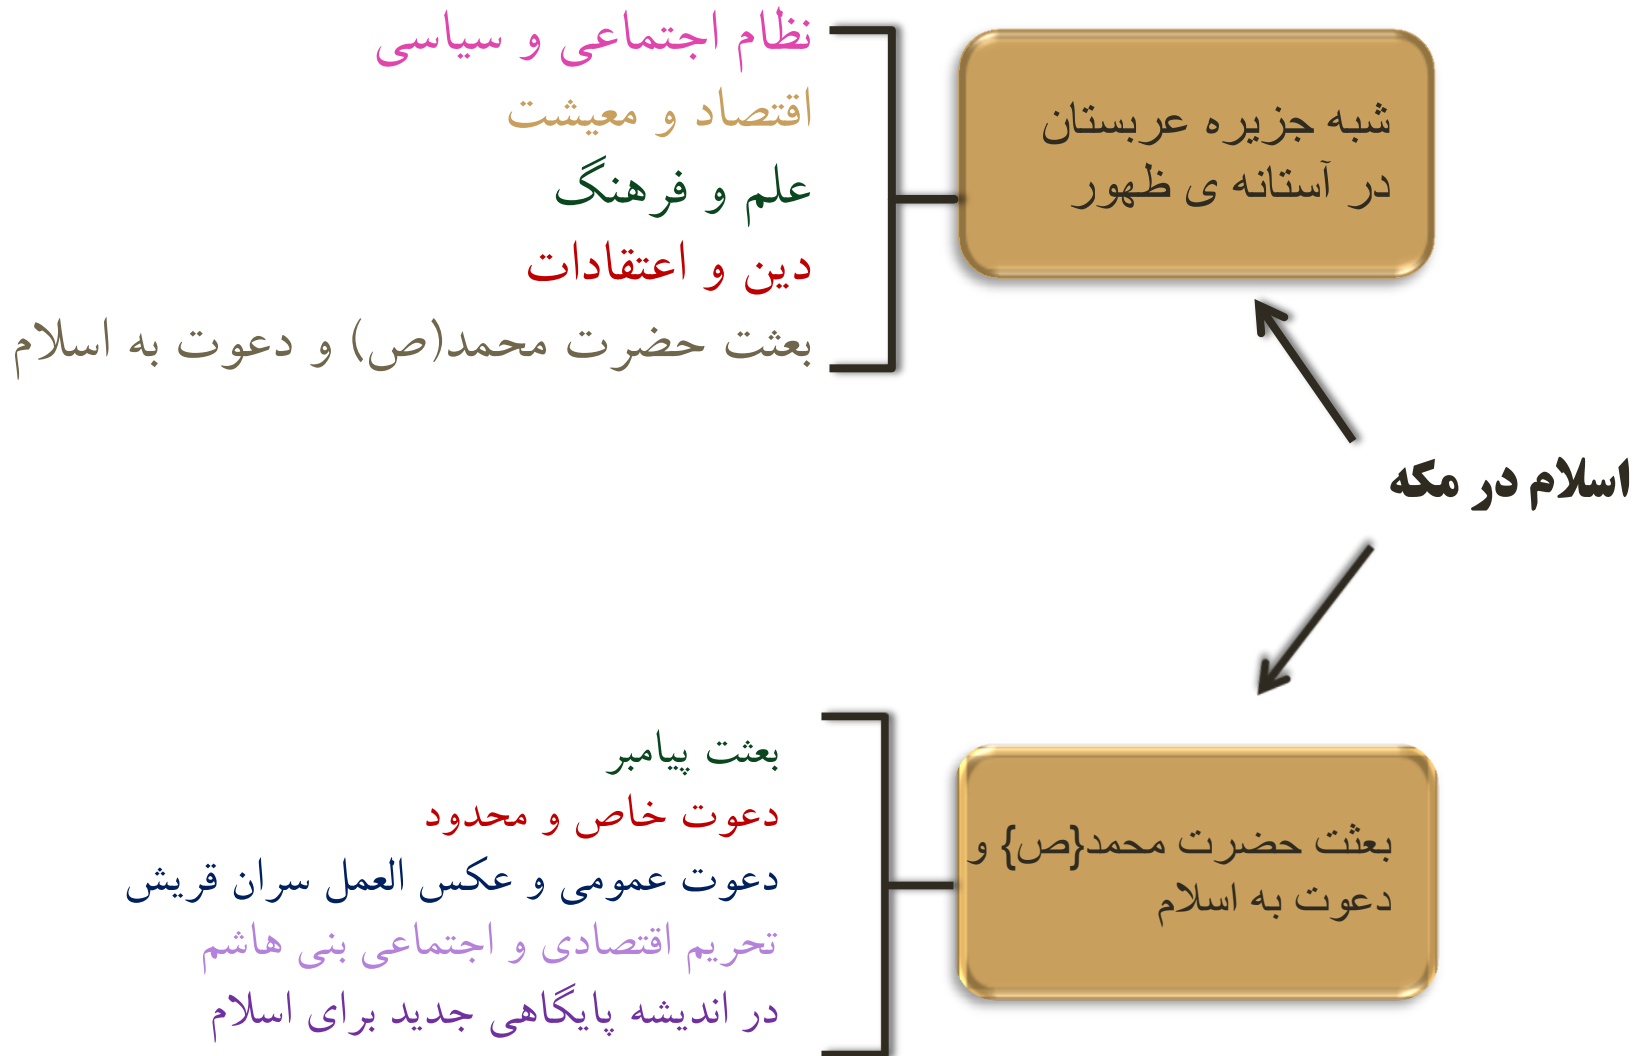 اسلام در مکه
شبه جزیره عربستان
در آستانه ی ظهور
نظام اجتماعی و سیاسی
اقتصاد و معیشت
علم و فرهنگ
دین و اعتقادات
بعثت حضرت محمد(ص) و دعوت به اسلام
بعثت حضرت محمد{ص} و
دعوت به اسلام
بعثت پیامبر
دعوت خاص و محدود
دعوت عمومی و عکس العمل سران قریش
تحریم اقتصادی و اجتماعی بنی هاشم
در اندیشه پایگاهی جدید برای اسلام